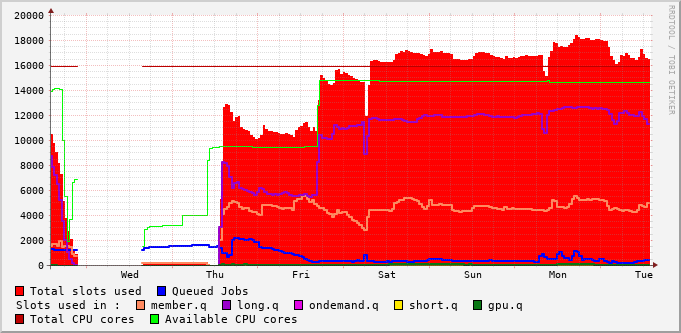 20000
18000
16000
14000
12000
10000
8000
6000
4000
2000
0
Wed Thu Fri Sat Sun Mon Tue
Total slots used Queued Jobs
Slots used in : member.q long.q ondemand.q short.q gpu.q
Total CPU cores Available CPU cores
RRDTOOL / TOBI OETIKER